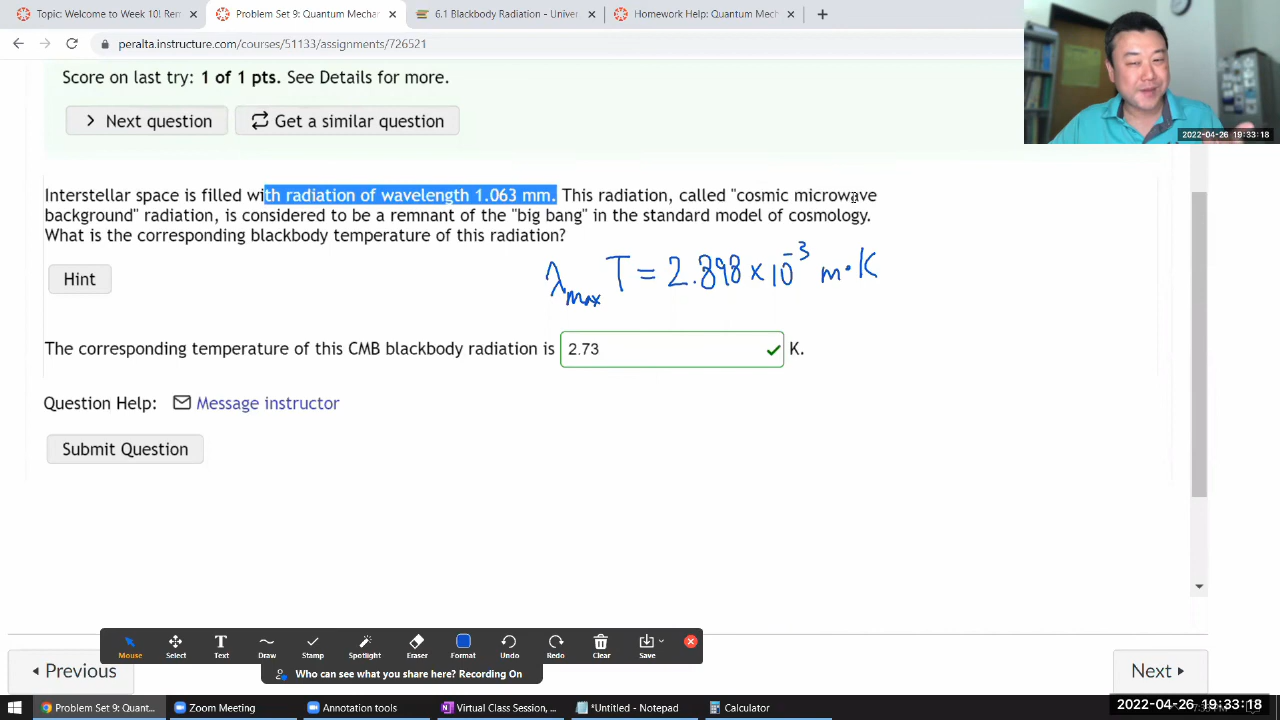 Topic: Welcome to Week 10! Rem
Problem Set 9: Quantum Mechan
6.1 Blackbody Radiation - Univer
Homework Help: Quantum Mech
peralta.instructure.com/courses/51133/assignments/726521
2022-04-26 19:33:18
Score on last try: 1 of 1 pts. See Details for more.
Next question
Get a similar question
Interstellar space is filled with radiation of wavelength 1.063 mm. This radiation, called "cosmic microwave
background" radiation, is considered to be a remnant of the "big bang" in the standard model of cosmology.
What is the corresponding blackbody temperature of this radiation?
λmax T = 2.898 × 10⁻³ m·K
Hint
The corresponding temperature of this CMB blackbody radiation is 2.73 K.
Question Help: Message instructor
Submit Question
Mouse Select Text Draw Stamp Spotlight Eraser Format Undo Redo Clear Save
Who can see what you share here? Recording On
Previous
Next
Problem Set 9: Quant...
Zoom Meeting
Annotation tools
Virtual Class Session, ...
*Untitled - Notepad
Calculator
2022-04-26 19:33:18